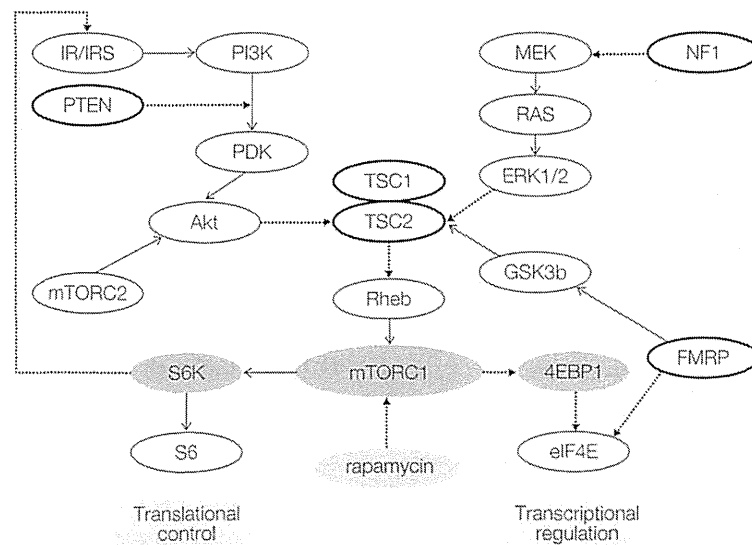 IR/IRS
PI3K
MEK
NF1
PTEN
RAS
PDK
TSC1
ERK1/2
Akt
TSC2
mTORC2
GSK3b
Rheb
S6K
mTORC1
4EBP1
FMRP
S6
rapamycin
eIF4E
Translational
control
Transcriptional
regulation